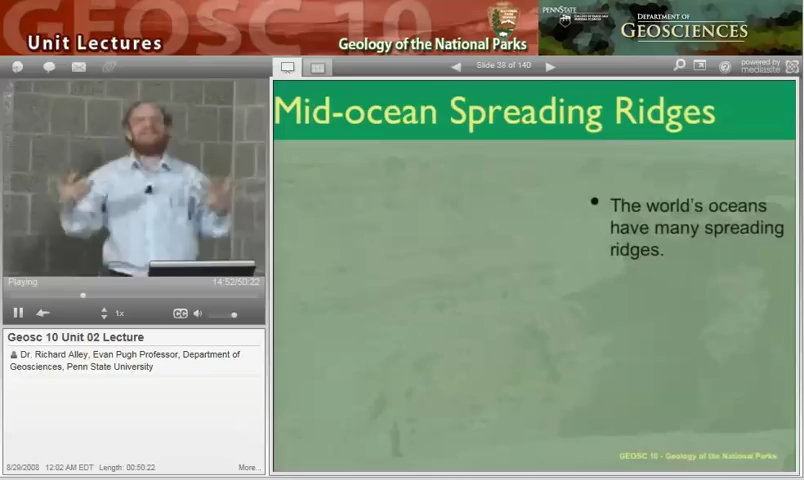 GEOSC 10
Unit Lectures
Geology of the National Parks
PENNSTATE
DEPARTMENT OF
GEOSCIENCES
Slide 38 of 140
powered by
mediasite
Mid-ocean Spreading Ridges
• The world's oceans
have many spreading
ridges.
Playing
14:52/50:22
1x
CC
Geosc 10 Unit 02 Lecture
Dr. Richard Alley, Evan Pugh Professor, Department of
Geosciences, Penn State University
8/29/2008 12:02 AM EDT Length: 00:50:22
More...
GEOSC 10 - Geology of the National Parks